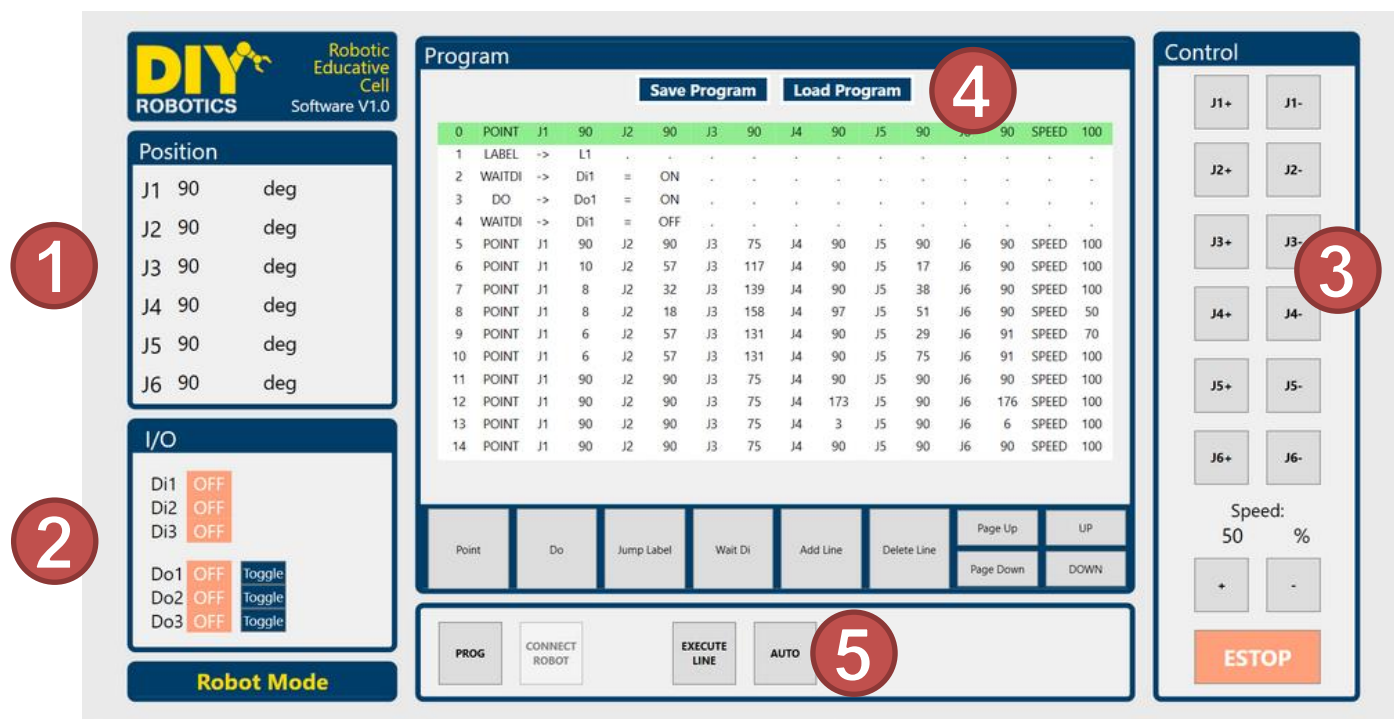 DIY
ROBOTICS
Robotic
Educative
Cell
Software V1.0
Position
J1 90 deg
J2 90 deg
J3 90 deg
J4 90 deg
J5 90 deg
J6 90 deg
1
I/O
Di1 OFF
Di2 OFF
Di3 OFF
Do1 OFF Toggle
Do2 OFF Toggle
Do3 OFF Toggle
2
Robot Mode
Program
Save Program Load Program
4
0 POINT J1 90 J2 90 J3 90 J4 90 J5 90 90 SPEED 100
1 LABEL -> L1 . . . . . . . . . . .
2 WAITDI -> Di1 = ON . . . . . . . . .
3 DO -> Do1 = ON . . . . . . . . .
4 WAITDI -> Di1 = OFF . . . . . . . . .
5 POINT J1 90 J2 90 J3 75 J4 90 J5 90 J6 90 SPEED 100
6 POINT J1 10 J2 57 J3 117 J4 90 J5 17 J6 90 SPEED 100
7 POINT J1 8 J2 32 J3 139 J4 90 J5 38 J6 90 SPEED 100
8 POINT J1 8 J2 18 J3 158 J4 97 J5 51 J6 90 SPEED 50
9 POINT J1 6 J2 57 J3 131 J4 90 J5 29 J6 91 SPEED 70
10 POINT J1 6 J2 57 J3 131 J4 90 J5 75 J6 91 SPEED 100
11 POINT J1 90 J2 90 J3 75 J4 90 J5 90 J6 90 SPEED 100
12 POINT J1 90 J2 90 J3 75 J4 173 J5 90 J6 176 SPEED 100
13 POINT J1 90 J2 90 J3 75 J4 3 J5 90 J6 6 SPEED 100
14 POINT J1 90 J2 90 J3 75 J4 90 J5 90 J6 90 SPEED 100
Point Do Jump Label Wait Di Add Line Delete Line Page Up UP
Page Down DOWN
PROG CONNECT ROBOT EXECUTE LINE AUTO
5
Control
J1+ J1-
J2+ J2-
J3+ J3-
3
J4+ J4-
J5+ J5-
J6+ J6-
Speed:
50 %
+ -
ESTOP